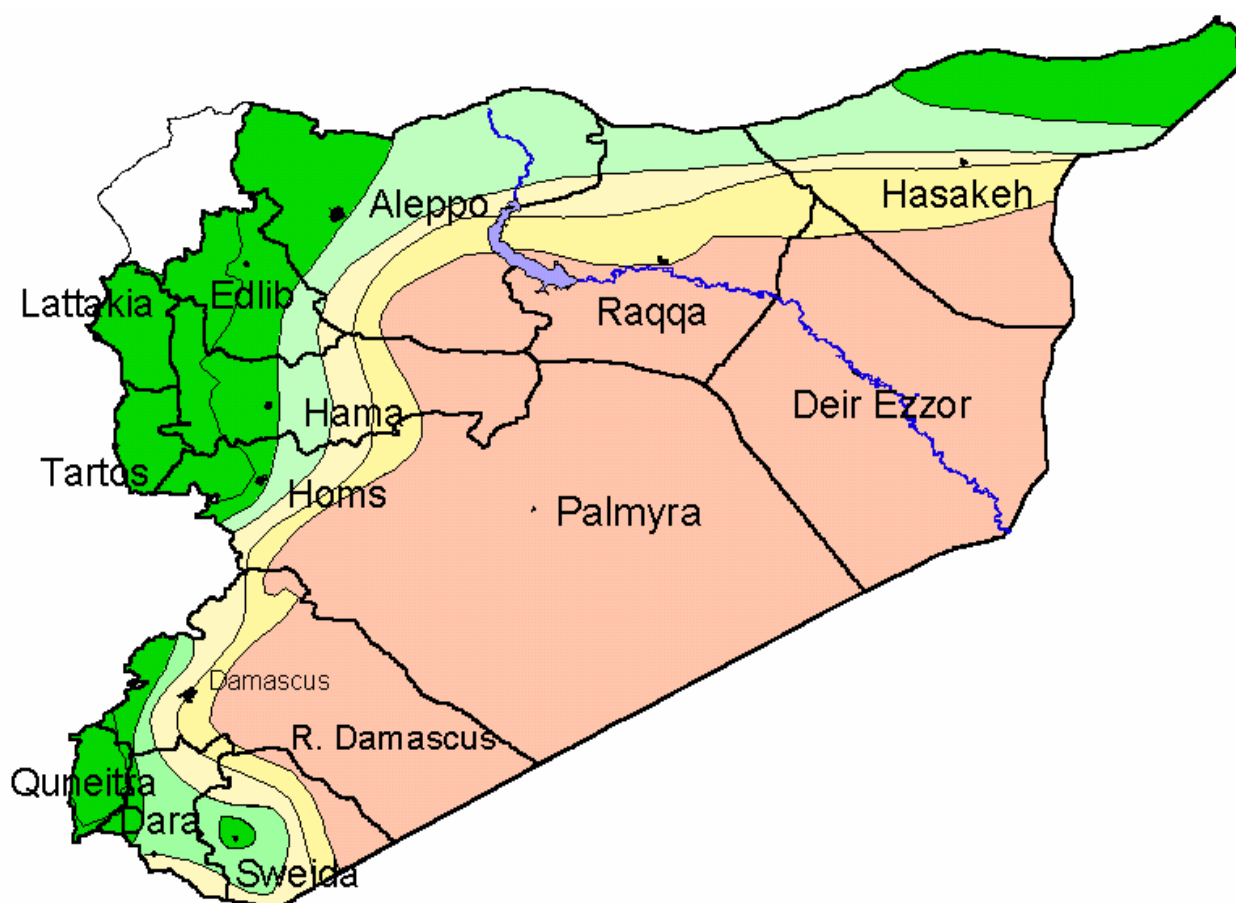 Aleppo
Hasakeh
Lattakia
Edlib
Raqqa
Hama
Deir Ezzor
Tartos
Homs
Palmyra
Damascus
R. Damascus
Quneitra
Dara
Sweida